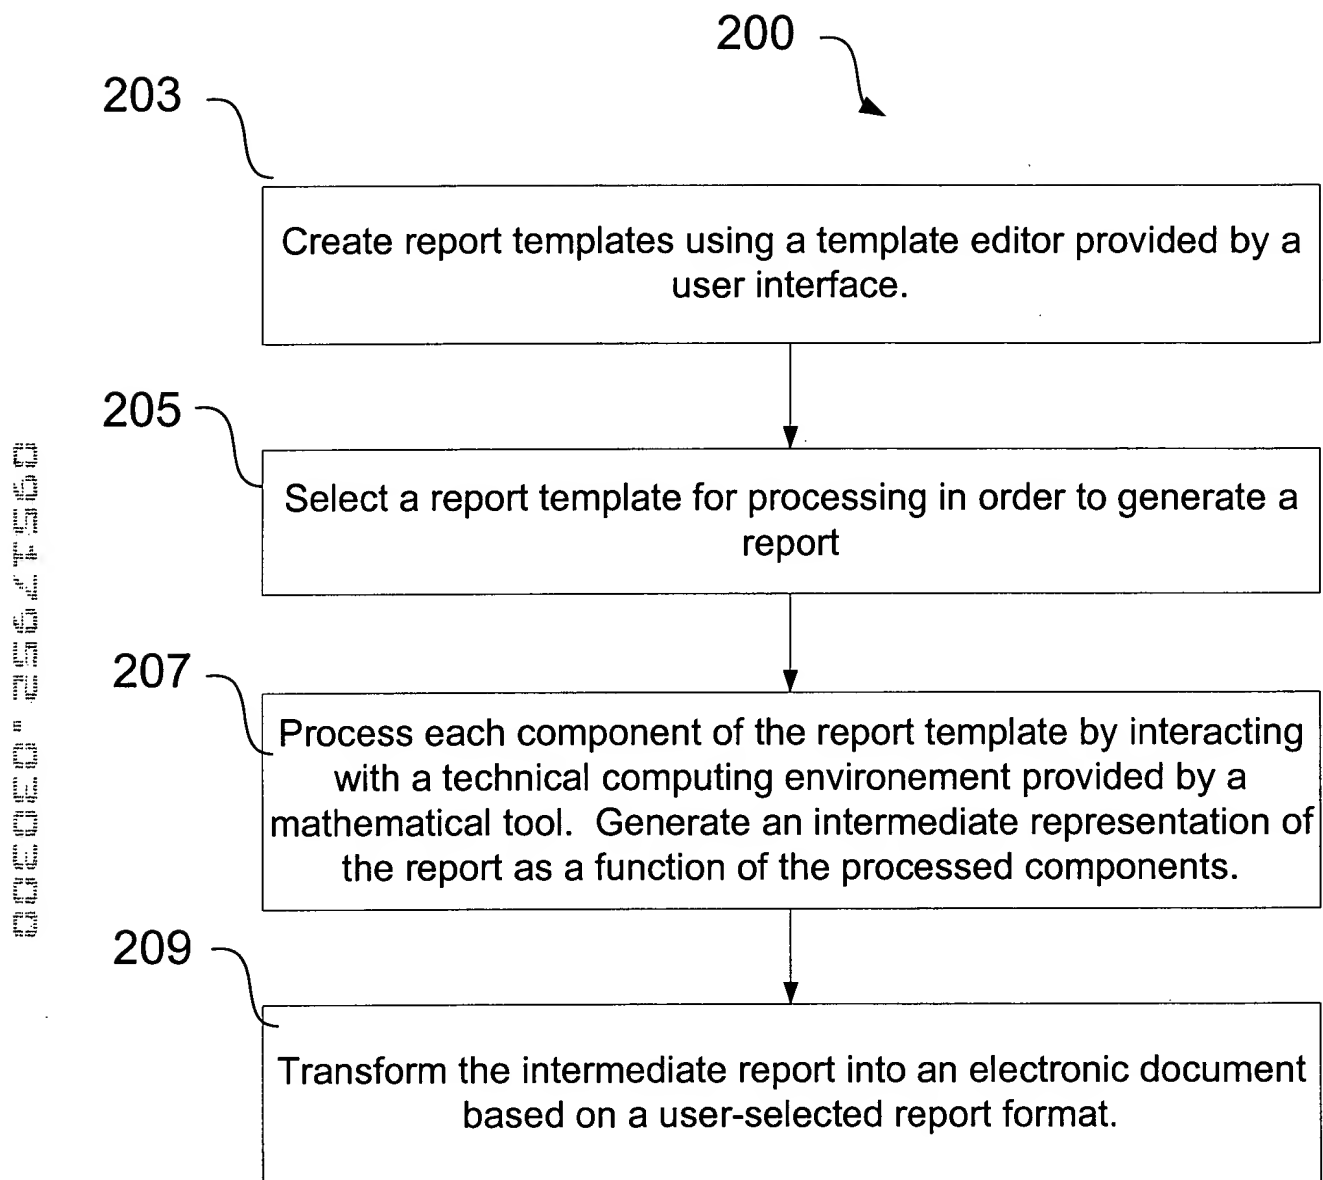 200
203
Create report templates using a template editor provided by a
user interface.
205
Select a report template for processing in order to generate a
report
207
Process each component of the report template by interacting
with a technical computing environement provided by a
mathematical tool.  Generate an intermediate representation of
the report as a function of the processed components.
209
Transform the intermediate report into an electronic document
based on a user-selected report format.